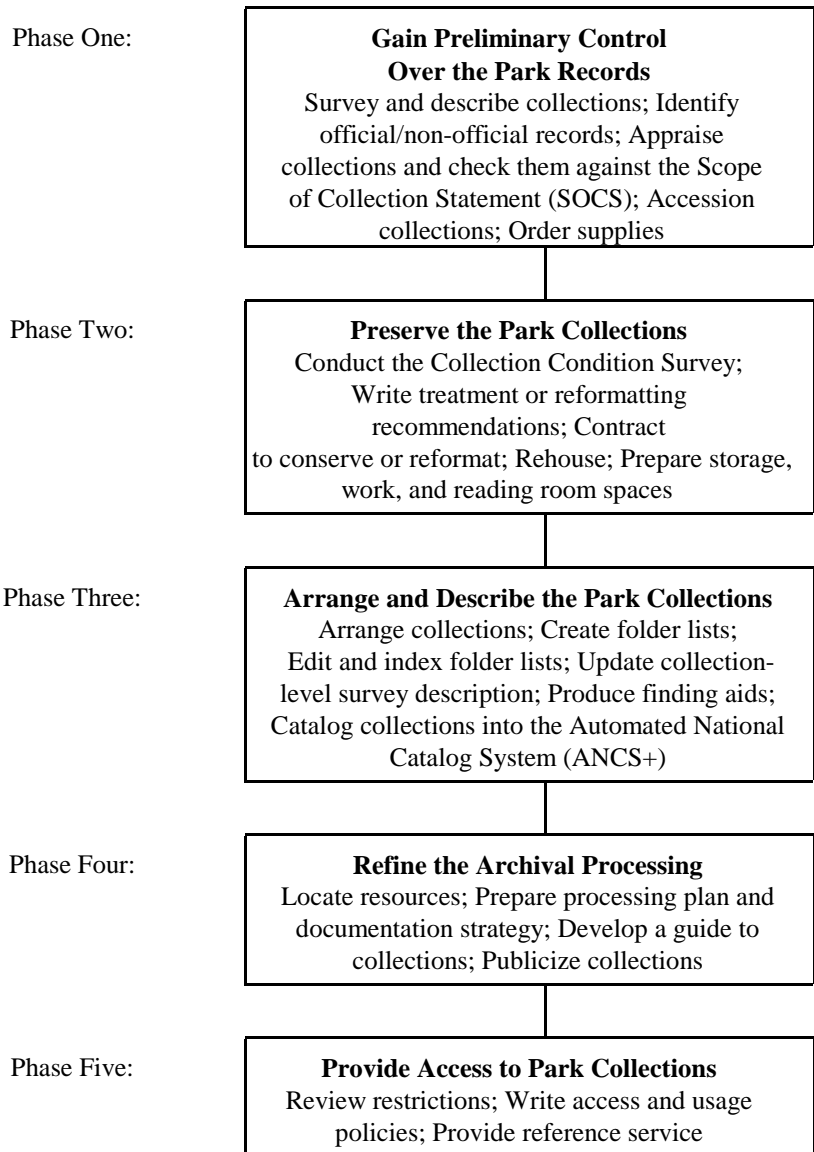 Phase One:
Gain Preliminary Control
Over the Park Records
Survey and describe collections; Identify
official/non-official records; Appraise
collections and check them against the Scope
of Collection Statement (SOCS); Accession
collections; Order supplies
Phase Two:
Preserve the Park Collections
Conduct the Collection Condition Survey;
Write treatment or reformatting
recommendations; Contract
to conserve or reformat; Rehouse; Prepare storage,
work, and reading room spaces
Phase Three:
Arrange and Describe the Park Collections
Arrange collections; Create folder lists;
Edit and index folder lists; Update collection-
level survey description; Produce finding aids;
Catalog collections into the Automated National
Catalog System (ANCS+)
Phase Four:
Refine the Archival Processing
Locate resources; Prepare processing plan and
documentation strategy; Develop a guide to
collections; Publicize collections
Phase Five:
Provide Access to Park Collections
Review restrictions; Write access and usage
policies; Provide reference service